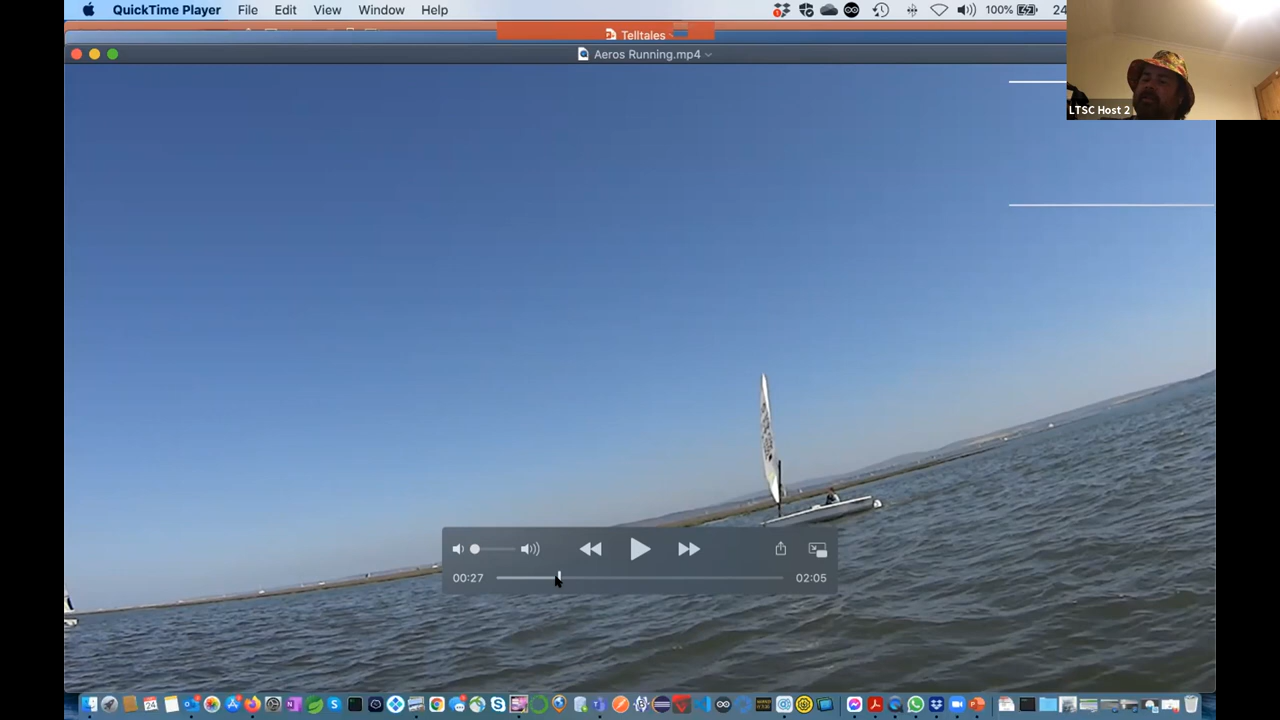 QuickTime Player File Edit View Window Help 100% 24
Telltales
Aeros Running.mp4
LTSC Host 2
00:27 02:05